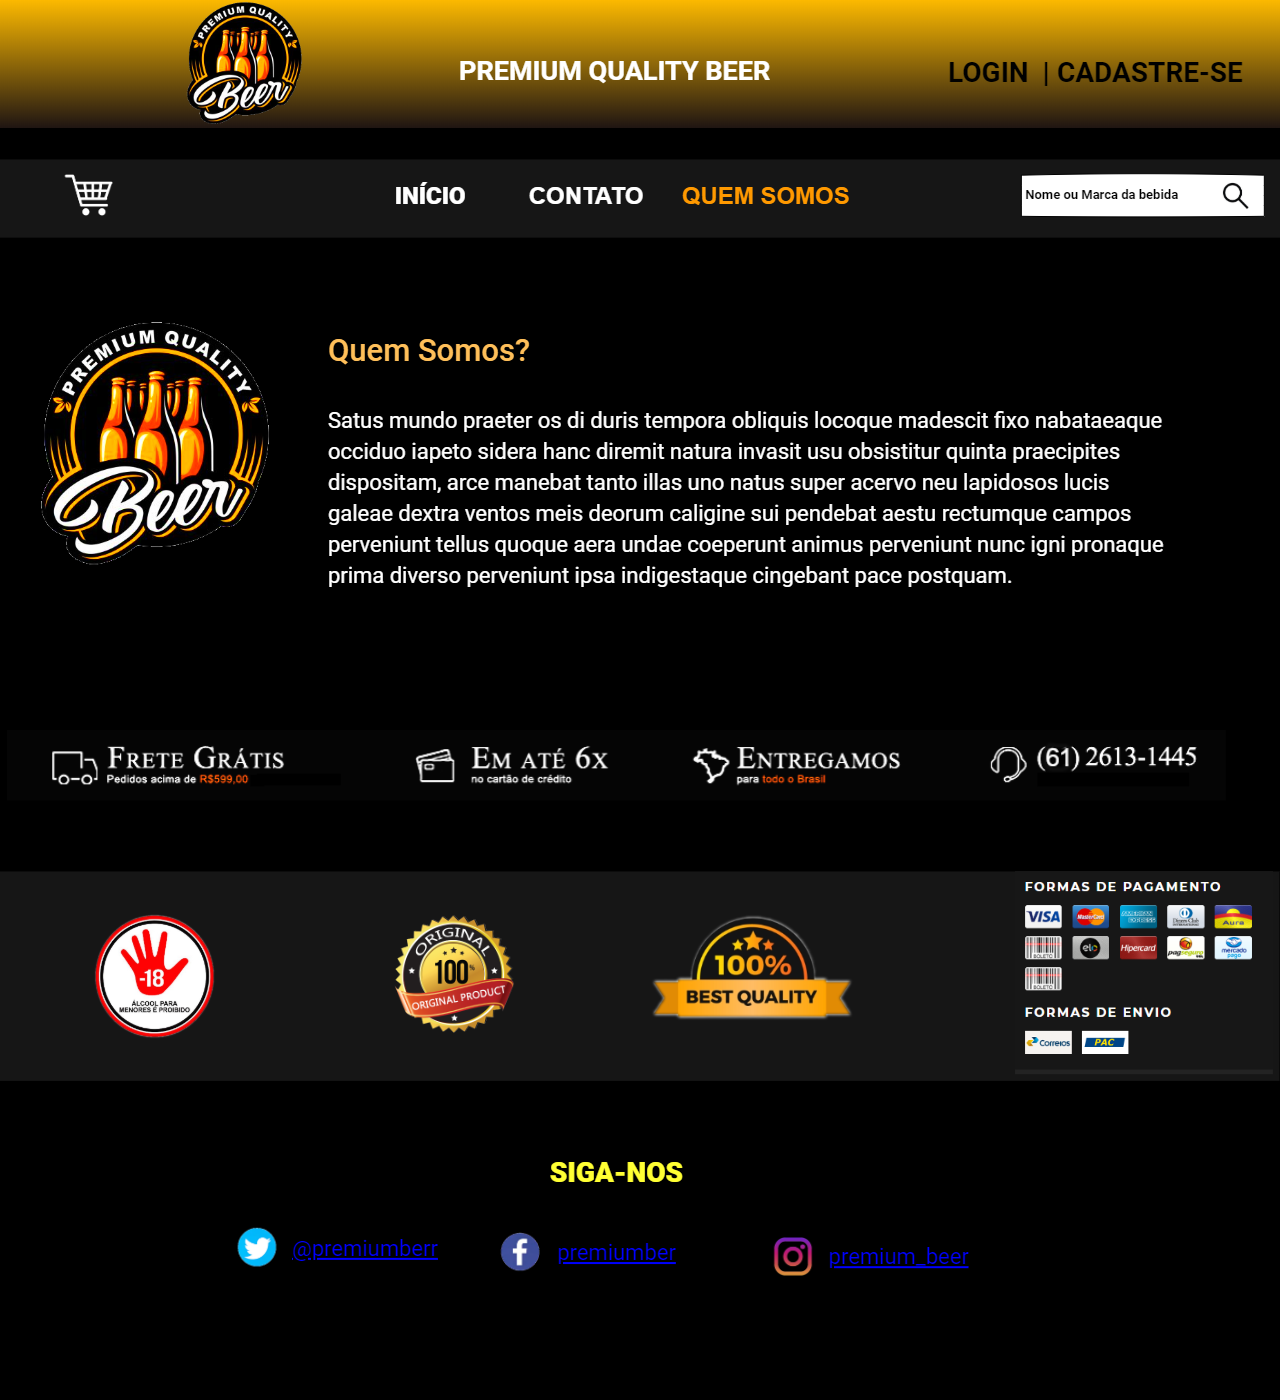 PREMIUM QUALITY
Beer
PREMIUM QUALITY BEER
LOGIN | CADASTRE-SE
INÍCIO CONTATO QUEM SOMOS
Nome ou Marca da bebida
PREMIUM QUALITY
Beer
Quem Somos?
Satus mundo praeter os di duris tempora obliquis locoque madescit fixo nabataeaque
occiduo iapeto sidera hanc diremit natura invasit usu obsistitur quinta praecipites
dispositam, arce manebat tanto illas uno natus super acervo neu lapidosos lucis
galeae dextra ventos meis deorum caligine sui pendebat aestu rectumque campos
perveniunt tellus quoque aera undae coeperunt animus perveniunt nunc igni pronaque
prima diverso perveniunt ipsa indigestaque cingebant pace postquam.
Frete Grátis
Pedidos acima de R$599,00
Em até 6x
no cartão de crédito
Entregamos
para todo o Brasil
(61) 2613-1445
-18
ÁLCOOL PARA
MENORES É PROIBIDO
ORIGINAL
100%
ORIGINAL PRODUCT
100%
BEST QUALITY
FORMAS DE PAGAMENTO
VISA MasterCard AMERICAN EXPRESS Diners Club Aura
BOLETO elo Hipercard pagseguro mercado pago
BOLETO
FORMAS DE ENVIO
Correios PAC
SIGA-NOS
@premiumberr premiumber premium_beer